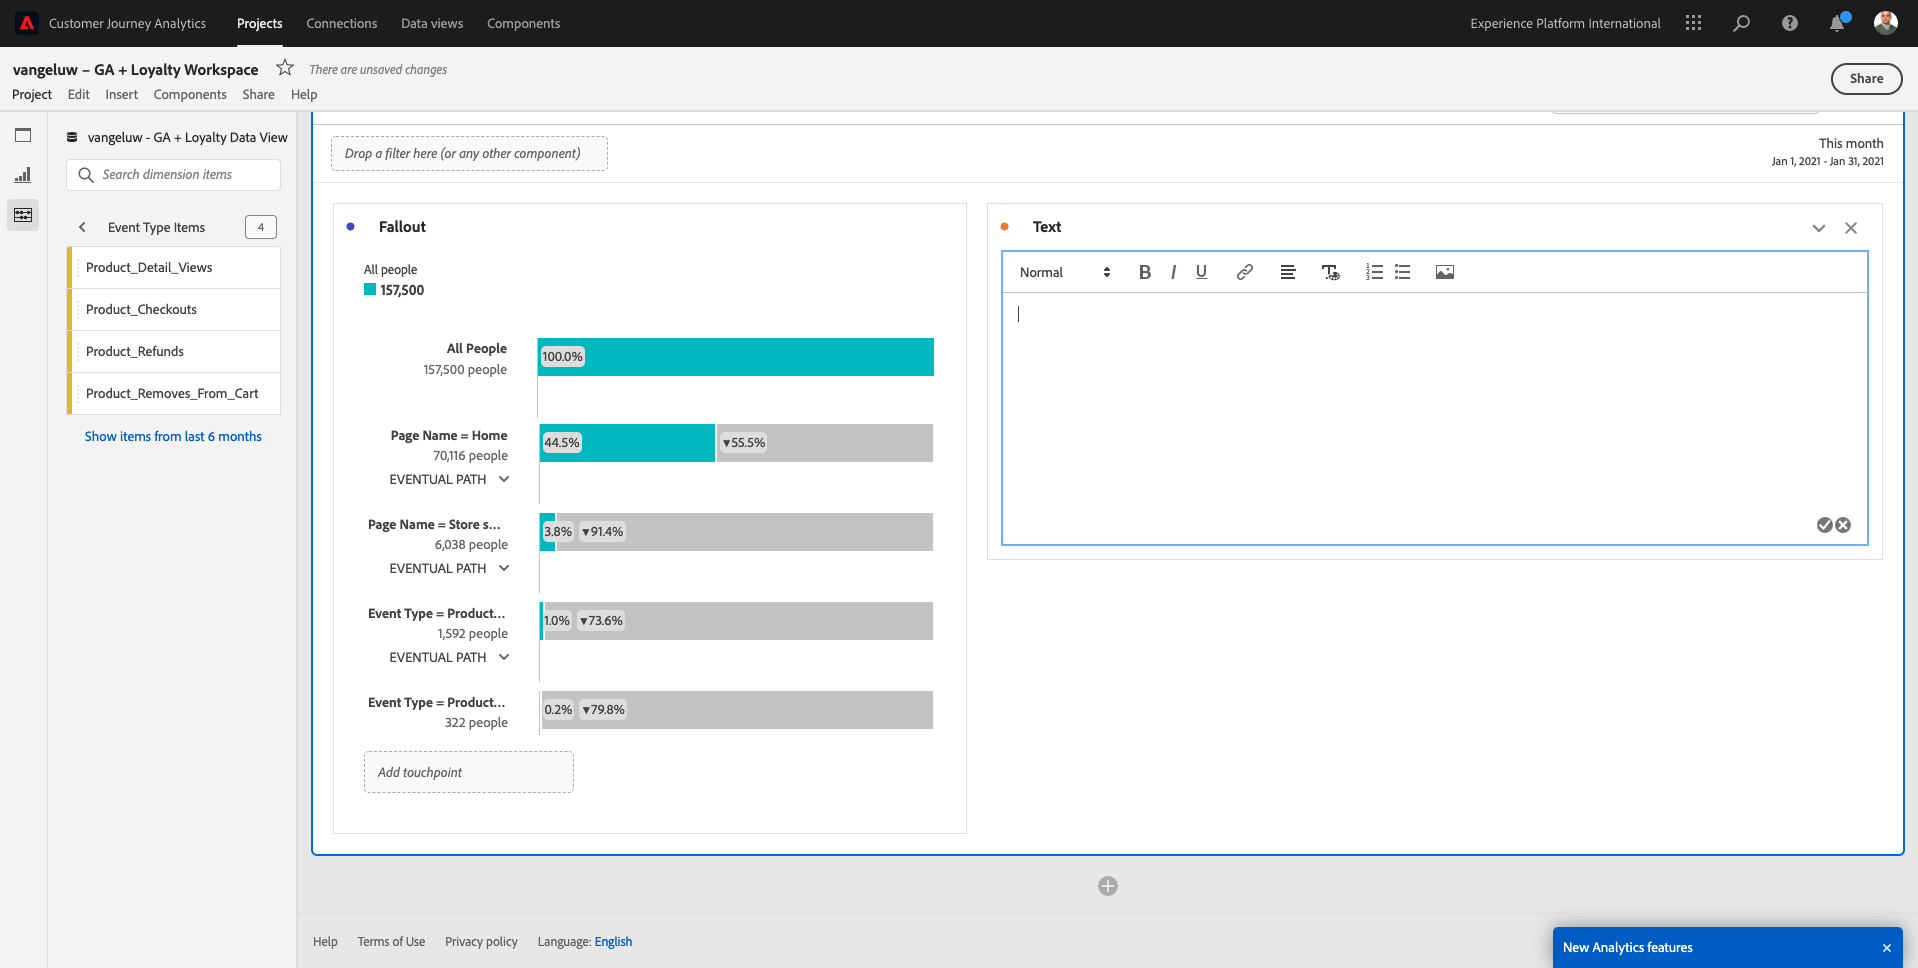 Customer Journey Analytics
Projects
Connections
Data views
Components
Experience Platform International
vangeluw – GA + Loyalty Workspace
There are unsaved changes
Project
Edit
Insert
Components
Share
Help
Share
vangeluw - GA + Loyalty Data View
Search dimension items
Event Type Items
4
Product_Detail_Views
Product_Checkouts
Product_Refunds
Product_Removes_From_Cart
Show items from last 6 months
Drop a filter here (or any other component)
This month
Jan 1, 2021 - Jan 31, 2021
Fallout
All people
157,500
All People
157,500 people
100.0%
Page Name = Home
70,116 people
EVENTUAL PATH
44.5%
▼55.5%
Page Name = Store s...
6,038 people
EVENTUAL PATH
3.8%
▼91.4%
Event Type = Product...
1,592 people
EVENTUAL PATH
1.0%
▼73.6%
Event Type = Product...
322 people
0.2%
▼79.8%
Add touchpoint
Text
Normal
B I U
Help
Terms of Use
Privacy policy
Language: English
New Analytics features